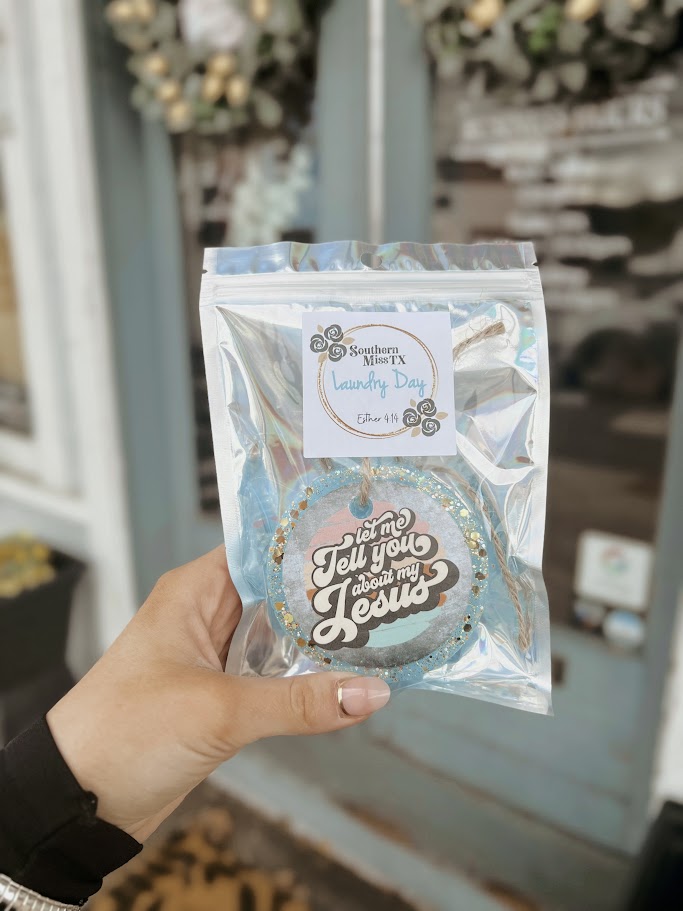 Southern
Miss TX
Laundry Day
Esther 4:14
let me
Tell you
about my
Jesus